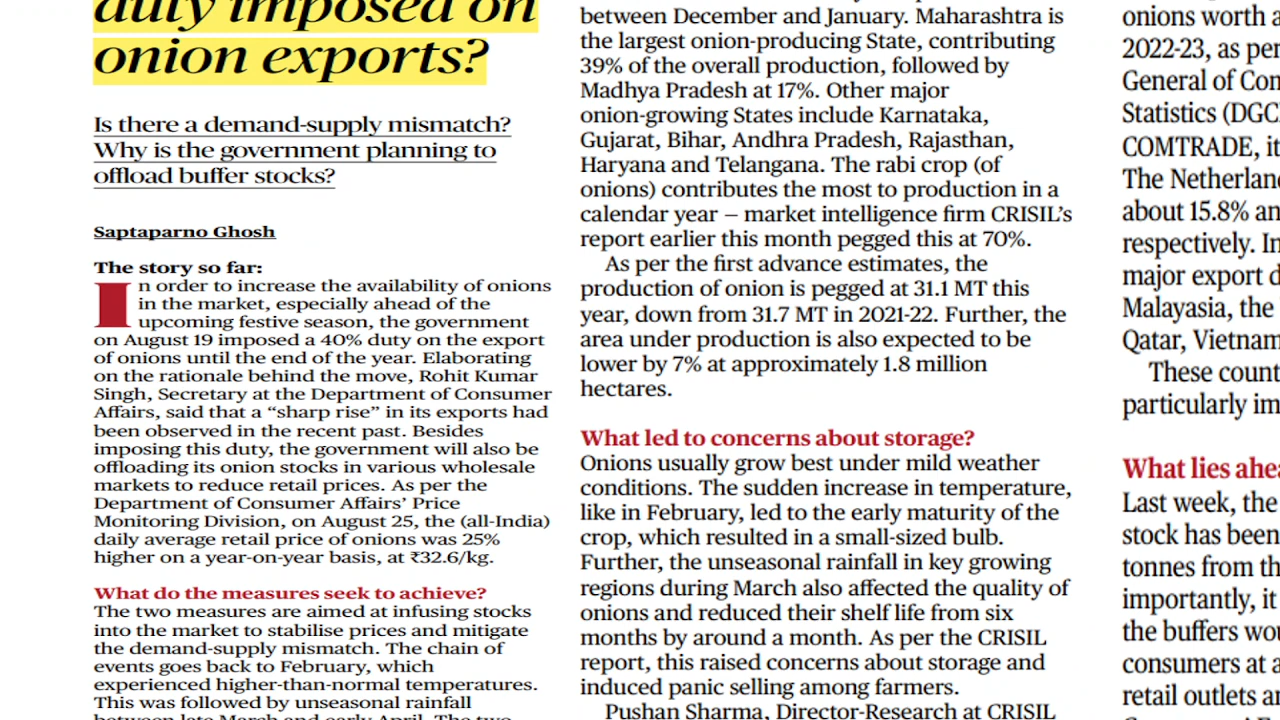 duty imposed on
onion exports?
Is there a demand-supply mismatch?
Why is the government planning to
offload buffer stocks?
Saptaparno Ghosh
The story so far:
In order to increase the availability of onions
in the market, especially ahead of the
upcoming festive season, the government
on August 19 imposed a 40% duty on the export
of onions until the end of the year. Elaborating
on the rationale behind the move, Rohit Kumar
Singh, Secretary at the Department of Consumer
Affairs, said that a “sharp rise” in its exports had
been observed in the recent past. Besides
imposing this duty, the government will also be
offloading its onion stocks in various wholesale
markets to reduce retail prices. As per the
Department of Consumer Affairs’ Price
Monitoring Division, on August 25, the (all-India)
daily average retail price of onions was 25%
higher on a year-on-year basis, at ₹32.6/kg.
What do the measures seek to achieve?
The two measures are aimed at infusing stocks
into the market to stabilise prices and mitigate
the demand-supply mismatch. The chain of
events goes back to February, which
experienced higher-than-normal temperatures.
This was followed by unseasonal rainfall
between late March and early April. The two
between December and January. Maharashtra is
the largest onion-producing State, contributing
39% of the overall production, followed by
Madhya Pradesh at 17%. Other major
onion-growing States include Karnataka,
Gujarat, Bihar, Andhra Pradesh, Rajasthan,
Haryana and Telangana. The rabi crop (of
onions) contributes the most to production in a
calendar year – market intelligence firm CRISIL’s
report earlier this month pegged this at 70%.
As per the first advance estimates, the
production of onion is pegged at 31.1 MT this
year, down from 31.7 MT in 2021-22. Further, the
area under production is also expected to be
lower by 7% at approximately 1.8 million
hectares.
What led to concerns about storage?
Onions usually grow best under mild weather
conditions. The sudden increase in temperature,
like in February, led to the early maturity of the
crop, which resulted in a small-sized bulb.
Further, the unseasonal rainfall in key growing
regions during March also affected the quality of
onions and reduced their shelf life from six
months by around a month. As per the CRISIL
report, this raised concerns about storage and
induced panic selling among farmers.
Pushan Sharma, Director-Research at CRISIL
onions worth a
2022-23, as per
General of Com
Statistics (DGC
COMTRADE, it
The Netherlan
about 15.8% an
respectively. In
major export d
Malayasia, the
Qatar, Vietnam
These count
particularly im
What lies ahe
Last week, the
stock has been
tonnes from th
importantly, it
the buffers wou
consumers at a
retail outlets an